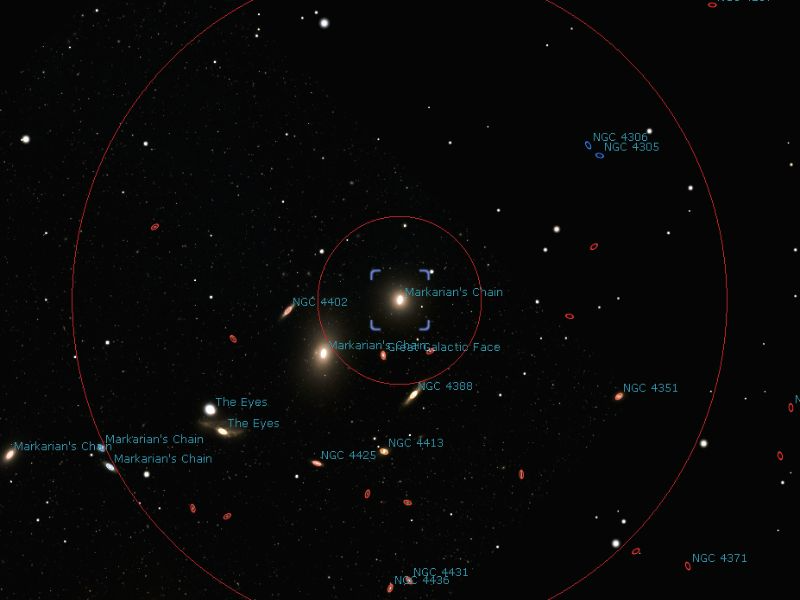 NGC 4306
NGC 4305
Markarian's Chain
NGC 4402
Markarian's Chain
Great Galactic Face
NGC 4388
NGC 4351
The Eyes
The Eyes
Markarian's Chain
Markarian's Chain
Markarian's Chain
NGC 4413
NGC 4425
NGC 4371
NGC 4431
NGC 4436